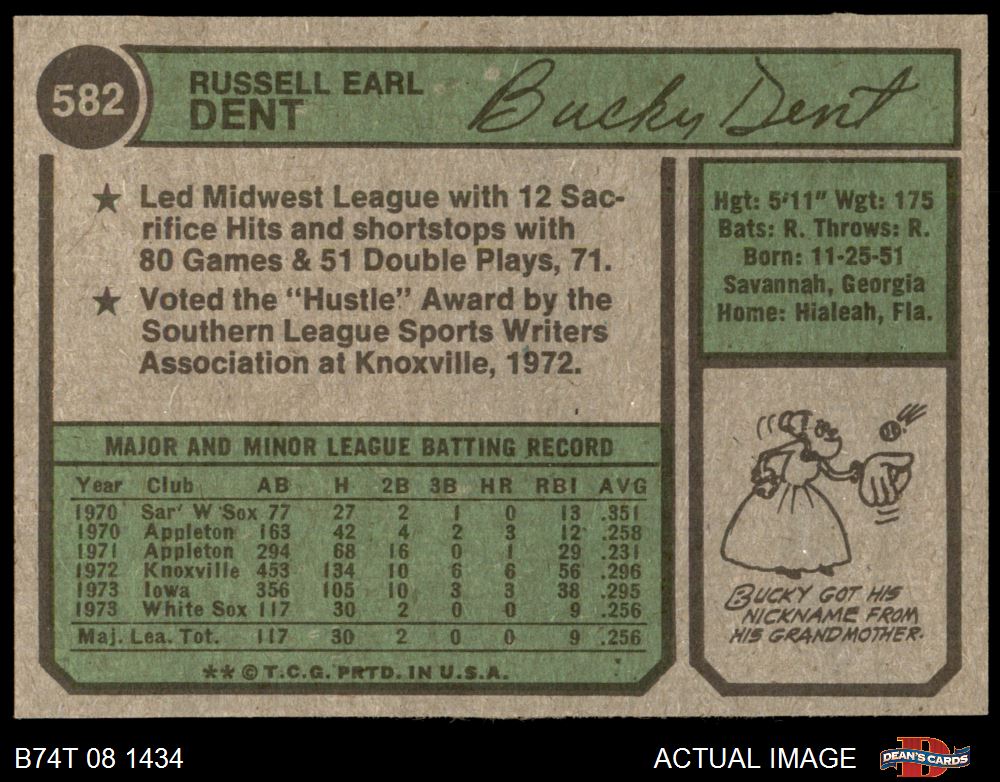 582
RUSSELL EARL
DENT
Bucky Dent
★ Led Midwest League with 12 Sac-
rifice Hits and shortstops with
80 Games & 51 Double Plays, 71.
★ Voted the “Hustle” Award by the
Southern League Sports Writers
Association at Knoxville, 1972.
Hgt: 5'11" Wgt: 175
Bats: R. Throws: R.
Born: 11-25-51
Savannah, Georgia
Home: Hialeah, Fla.
MAJOR AND MINOR LEAGUE BATTING RECORD
Year Club AB H 2B 3B HR RBI AVG
1970 Sar' W Sox 77 27 2 1 0 13 .351
1970 Appleton 163 42 4 2 3 12 .258
1971 Appleton 294 68 16 0 1 29 .231
1972 Knoxville 453 134 10 6 6 56 .296
1973 Iowa 356 105 10 3 3 38 .295
1973 White Sox 117 30 2 0 0 9 .256
Maj. Lea. Tot. 117 30 2 0 0 9 .256
** © T.C.G. PRTD. IN U.S.A.
BUCKY GOT HIS
NICKNAME FROM
HIS GRANDMOTHER.
B74T 08 1434
ACTUAL IMAGE
DEAN'S CARDS